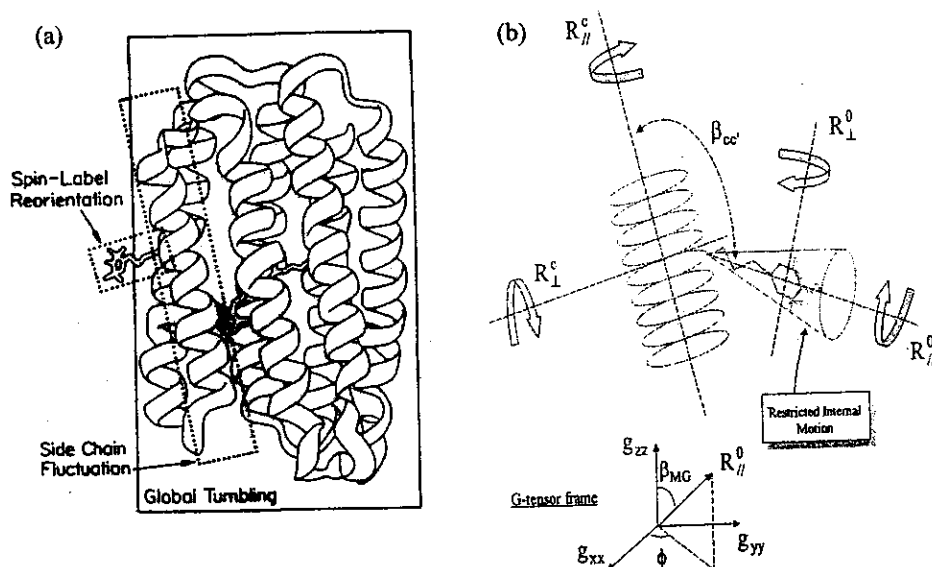 (a)
Spin-Label
Reorientation
Side Chain
Fluctuation
Global Tumbling
(b)
R//c
R⊥c
βcc'
R⊥0
R//0
Restricted Internal
Motion
G-tensor frame
gzz
βMG
R//0
gxx
ϕ
gyy